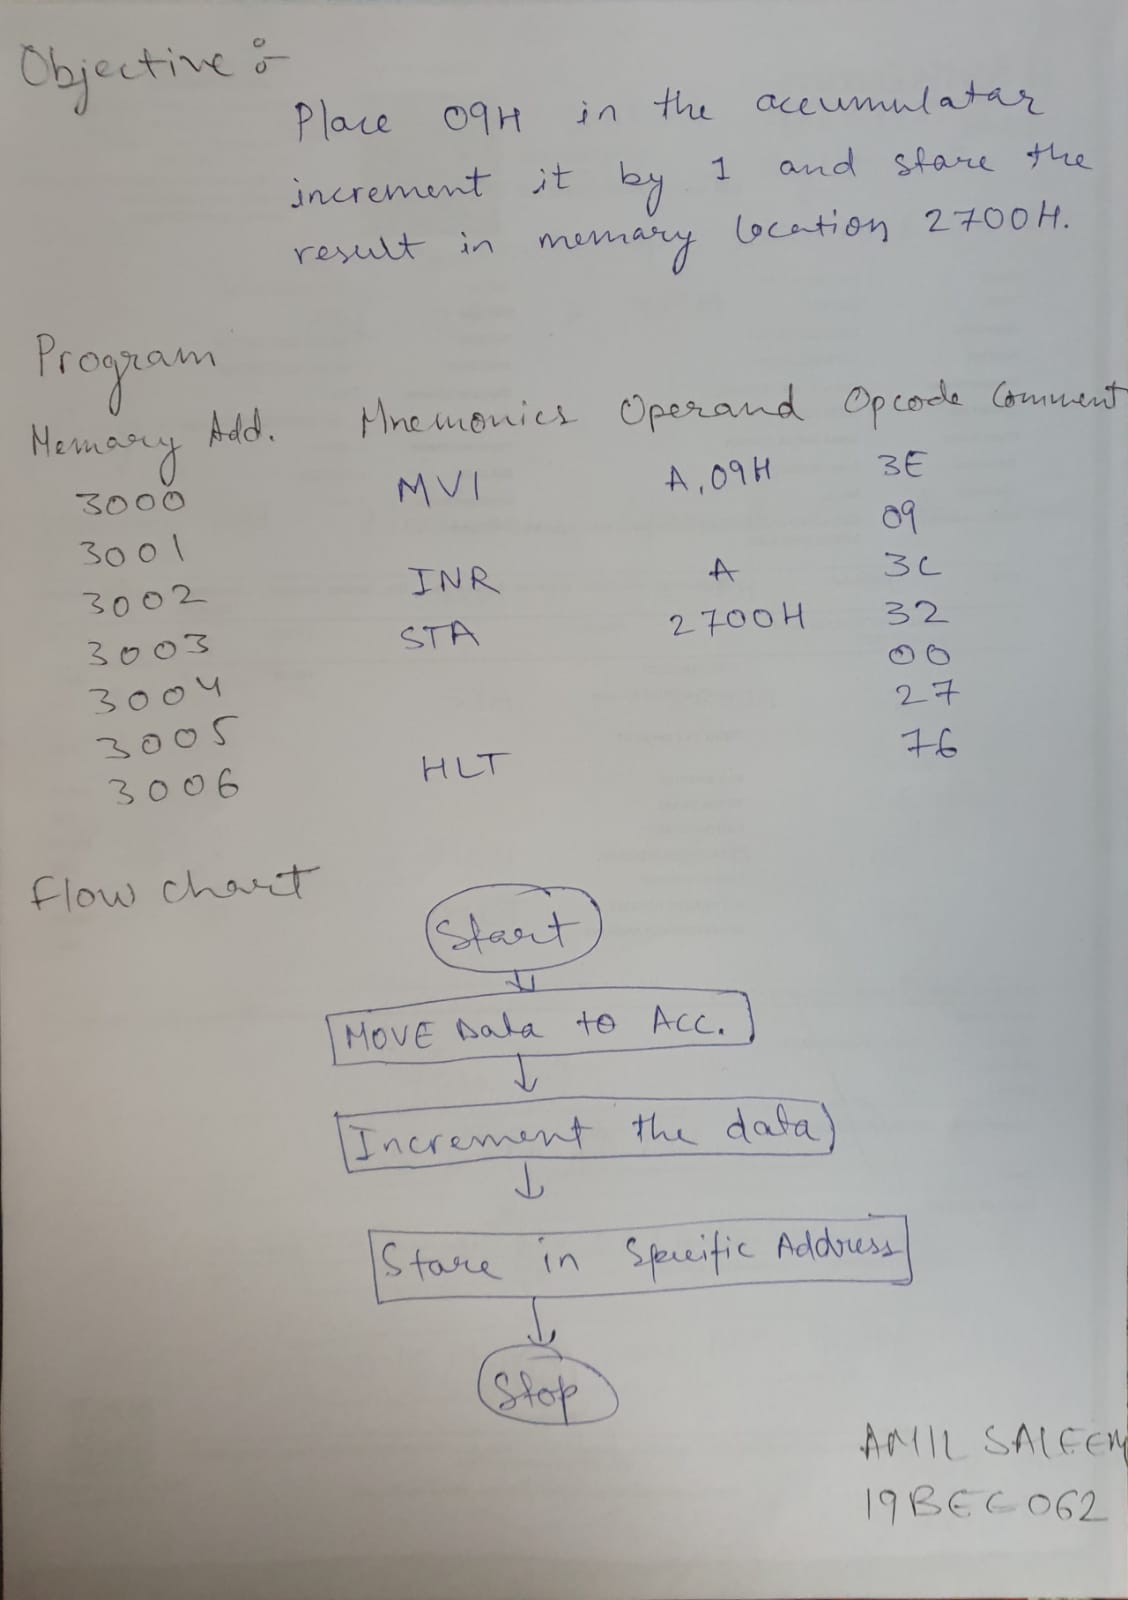 Objective :-
Place 09H in the accumulatar
increment it by 1 and stare the
result in memary location 2700H.
Program
Memary Add. Mnemonics Operand Opcode Comment
3000 MVI A, 09H 3E
3001 09
3002 INR A 3C
3003 STA 2700H 32
3004 00
3005 27
3006 HLT 76
Flow chart
Start
MOVE Data to Acc.
Increment the data
Stare in Specific Address
Stop
AMIL SALEEM
19BEC062